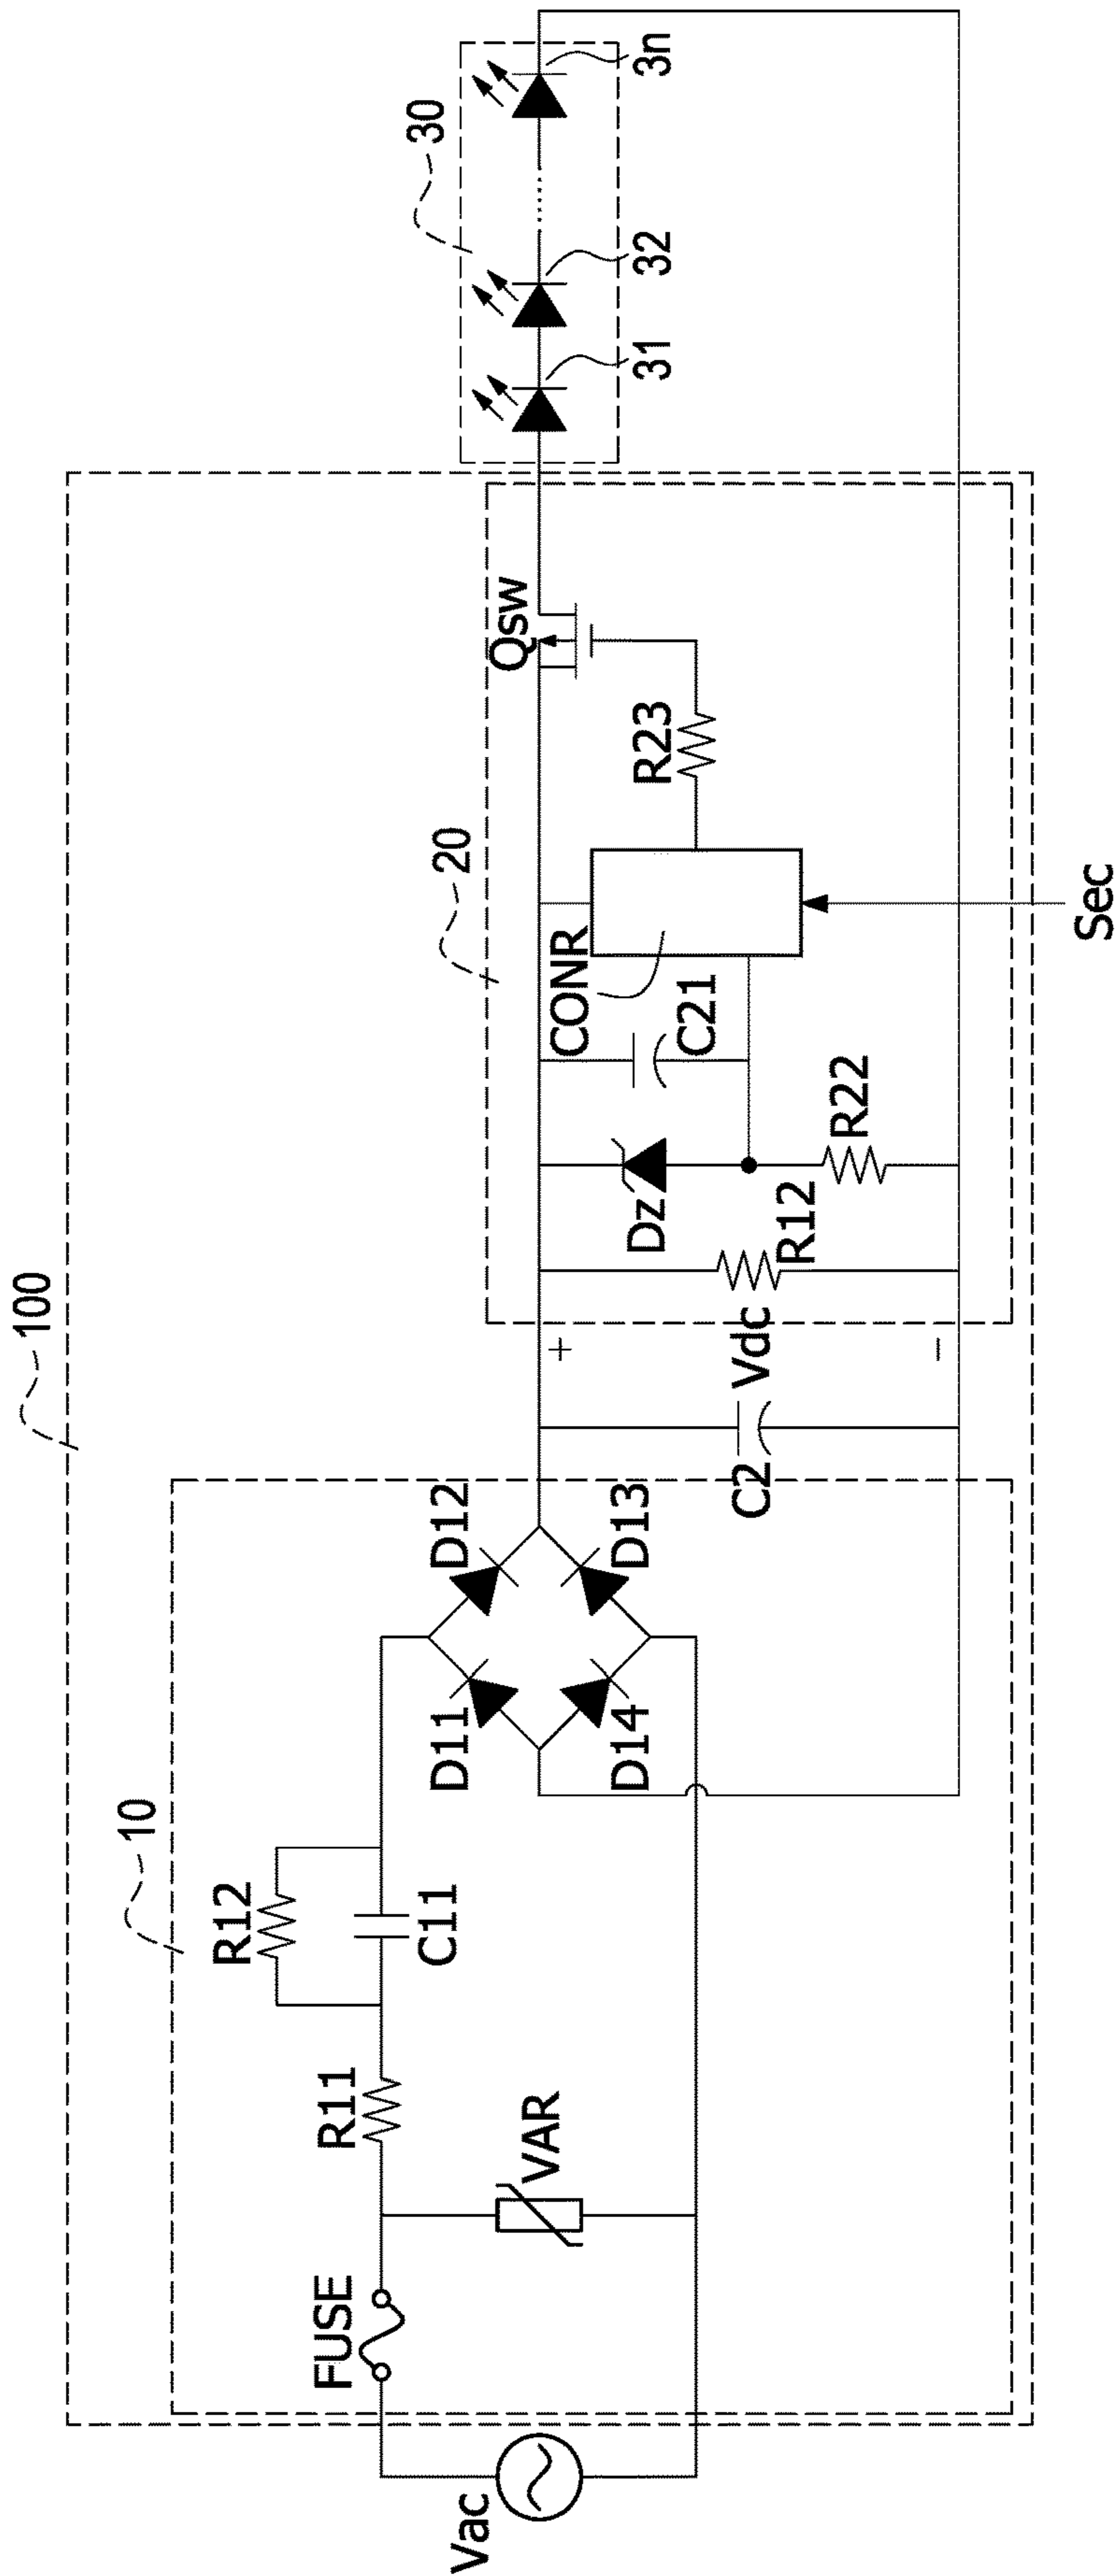 100
10
20
30
Vac
FUSE
VAR
R11
R12
C11
D11
D12
D14
D13
C2
+
Vdc
−
R12
Dz
R22
C21
CONR
R23
Qsw
Sec
31
32
3n